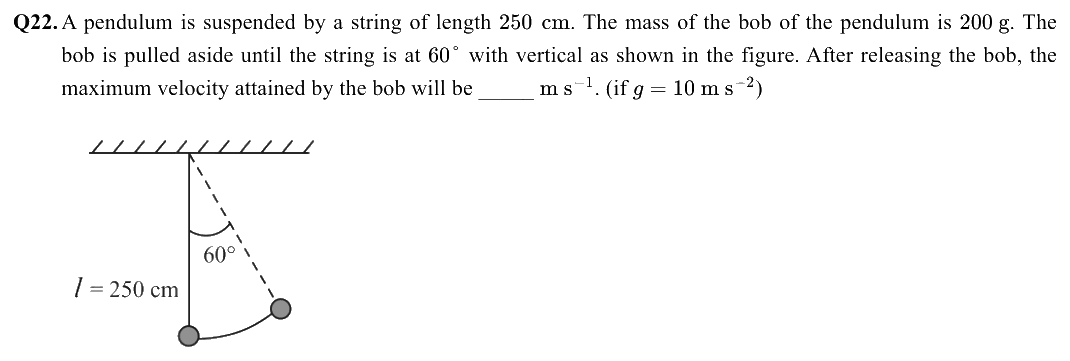 Q22. A pendulum is suspended by a string of length 250 cm. The mass of the bob of the pendulum is 200 g. The
bob is pulled aside until the string is at 60° with vertical as shown in the figure. After releasing the bob, the
maximum velocity attained by the bob will be _____ m s⁻¹. (if g = 10 m s⁻²)
60°
l = 250 cm